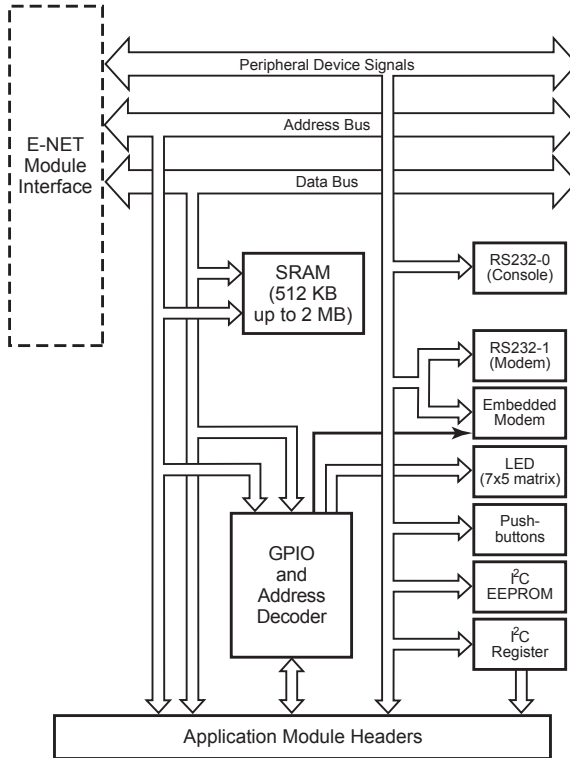 Peripheral Device Signals
Address Bus
Data Bus
E-NET
Module
Interface
SRAM
(512 KB
up to 2 MB)
RS232-0
(Console)
RS232-1
(Modem)
Embedded
Modem
LED
(7x5 matrix)
Push-
buttons
I²C
EEPROM
I²C
Register
GPIO
and
Address
Decoder
Application Module Headers